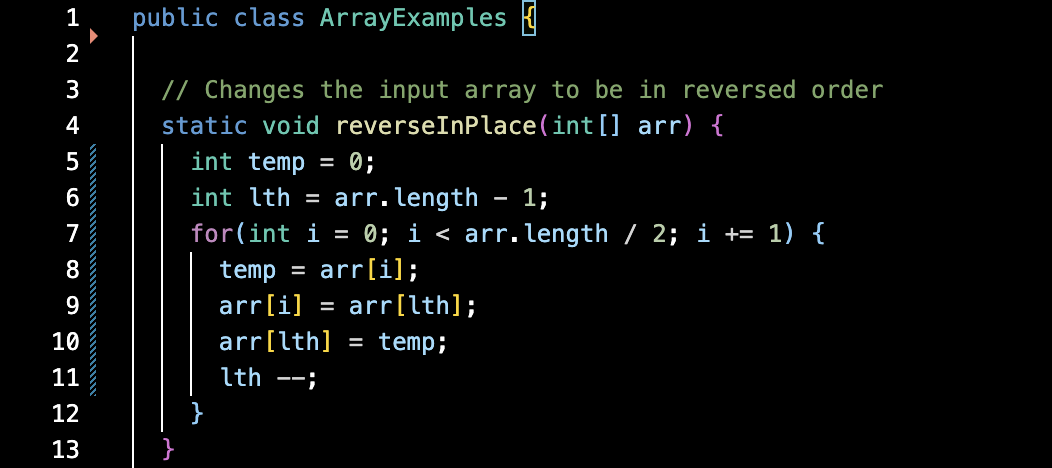 1 public class ArrayExamples {
2
3 // Changes the input array to be in reversed order
4 static void reverseInPlace(int[] arr) {
5 int temp = 0;
6 int lth = arr.length - 1;
7 for(int i = 0; i < arr.length / 2; i += 1) {
8 temp = arr[i];
9 arr[i] = arr[lth];
10 arr[lth] = temp;
11 lth --;
12 }
13 }